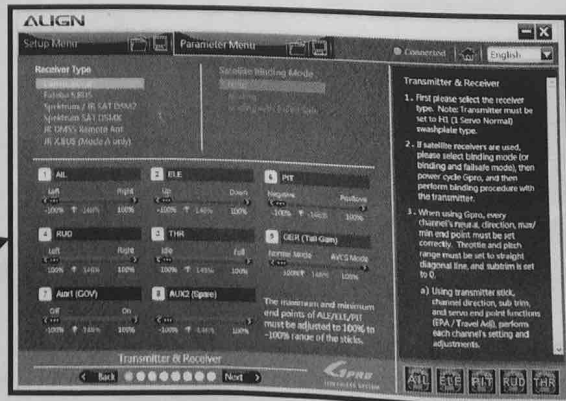 ALIGN
Setup Menu
Parameter Menu
Connected
English
Receiver Type
Futaba S.BUS
Spektrum / JR SAT DSM2
Spektrum SAT DSMX
JR DMSS Remote Ant
JR X.BUS (Mode A only)
Satellite Binding Mode
1 AIL
Left Right
-100% -146% 100%
2 ELE
Up Down
-100% -146% 100%
6 PIT
Negative Positive
-100% -146% 100%
4 RUD
Left Right
100% 146% 100%
3 THR
Idle Full
100% 146% 100%
5 GER (Tail Gain)
Normal Mode AVCS Mode
100% 146% 100%
7 Aux1 (GOV)
Off On
-100% 146% 100%
8 AUX2 (Spare)
-100% 146% 100%
The maximum and minimum
end points of ALE/ELE/PIT
must be adjusted to 100% to
-100% range of the sticks.
Transmitter & Receiver
Back Next
GPRO
Transmitter & Receiver
1. First please select the receiver
type. Note: Transmitter must be
set to H1 (1 Servo Normal)
swashplate type.
2. If satellite receivers are used,
please select binding mode (or
binding and failsafe mode), then
power cycle Gpro, and then
perform binding procedure with
the transmitter.
3. When using Gpro, every
channel's neutral, direction, max/
min end point must be set
correctly. Throttle and pitch
range must be set to straight
diagonal line, and subtrim is set
to 0.
a) Using transmitter stick,
channel direction, sub trim,
and servo end point functions
(EPA / Travel Adj), perform
each channel's setting and
adjustments.
AIL ELE PIT RUD THR